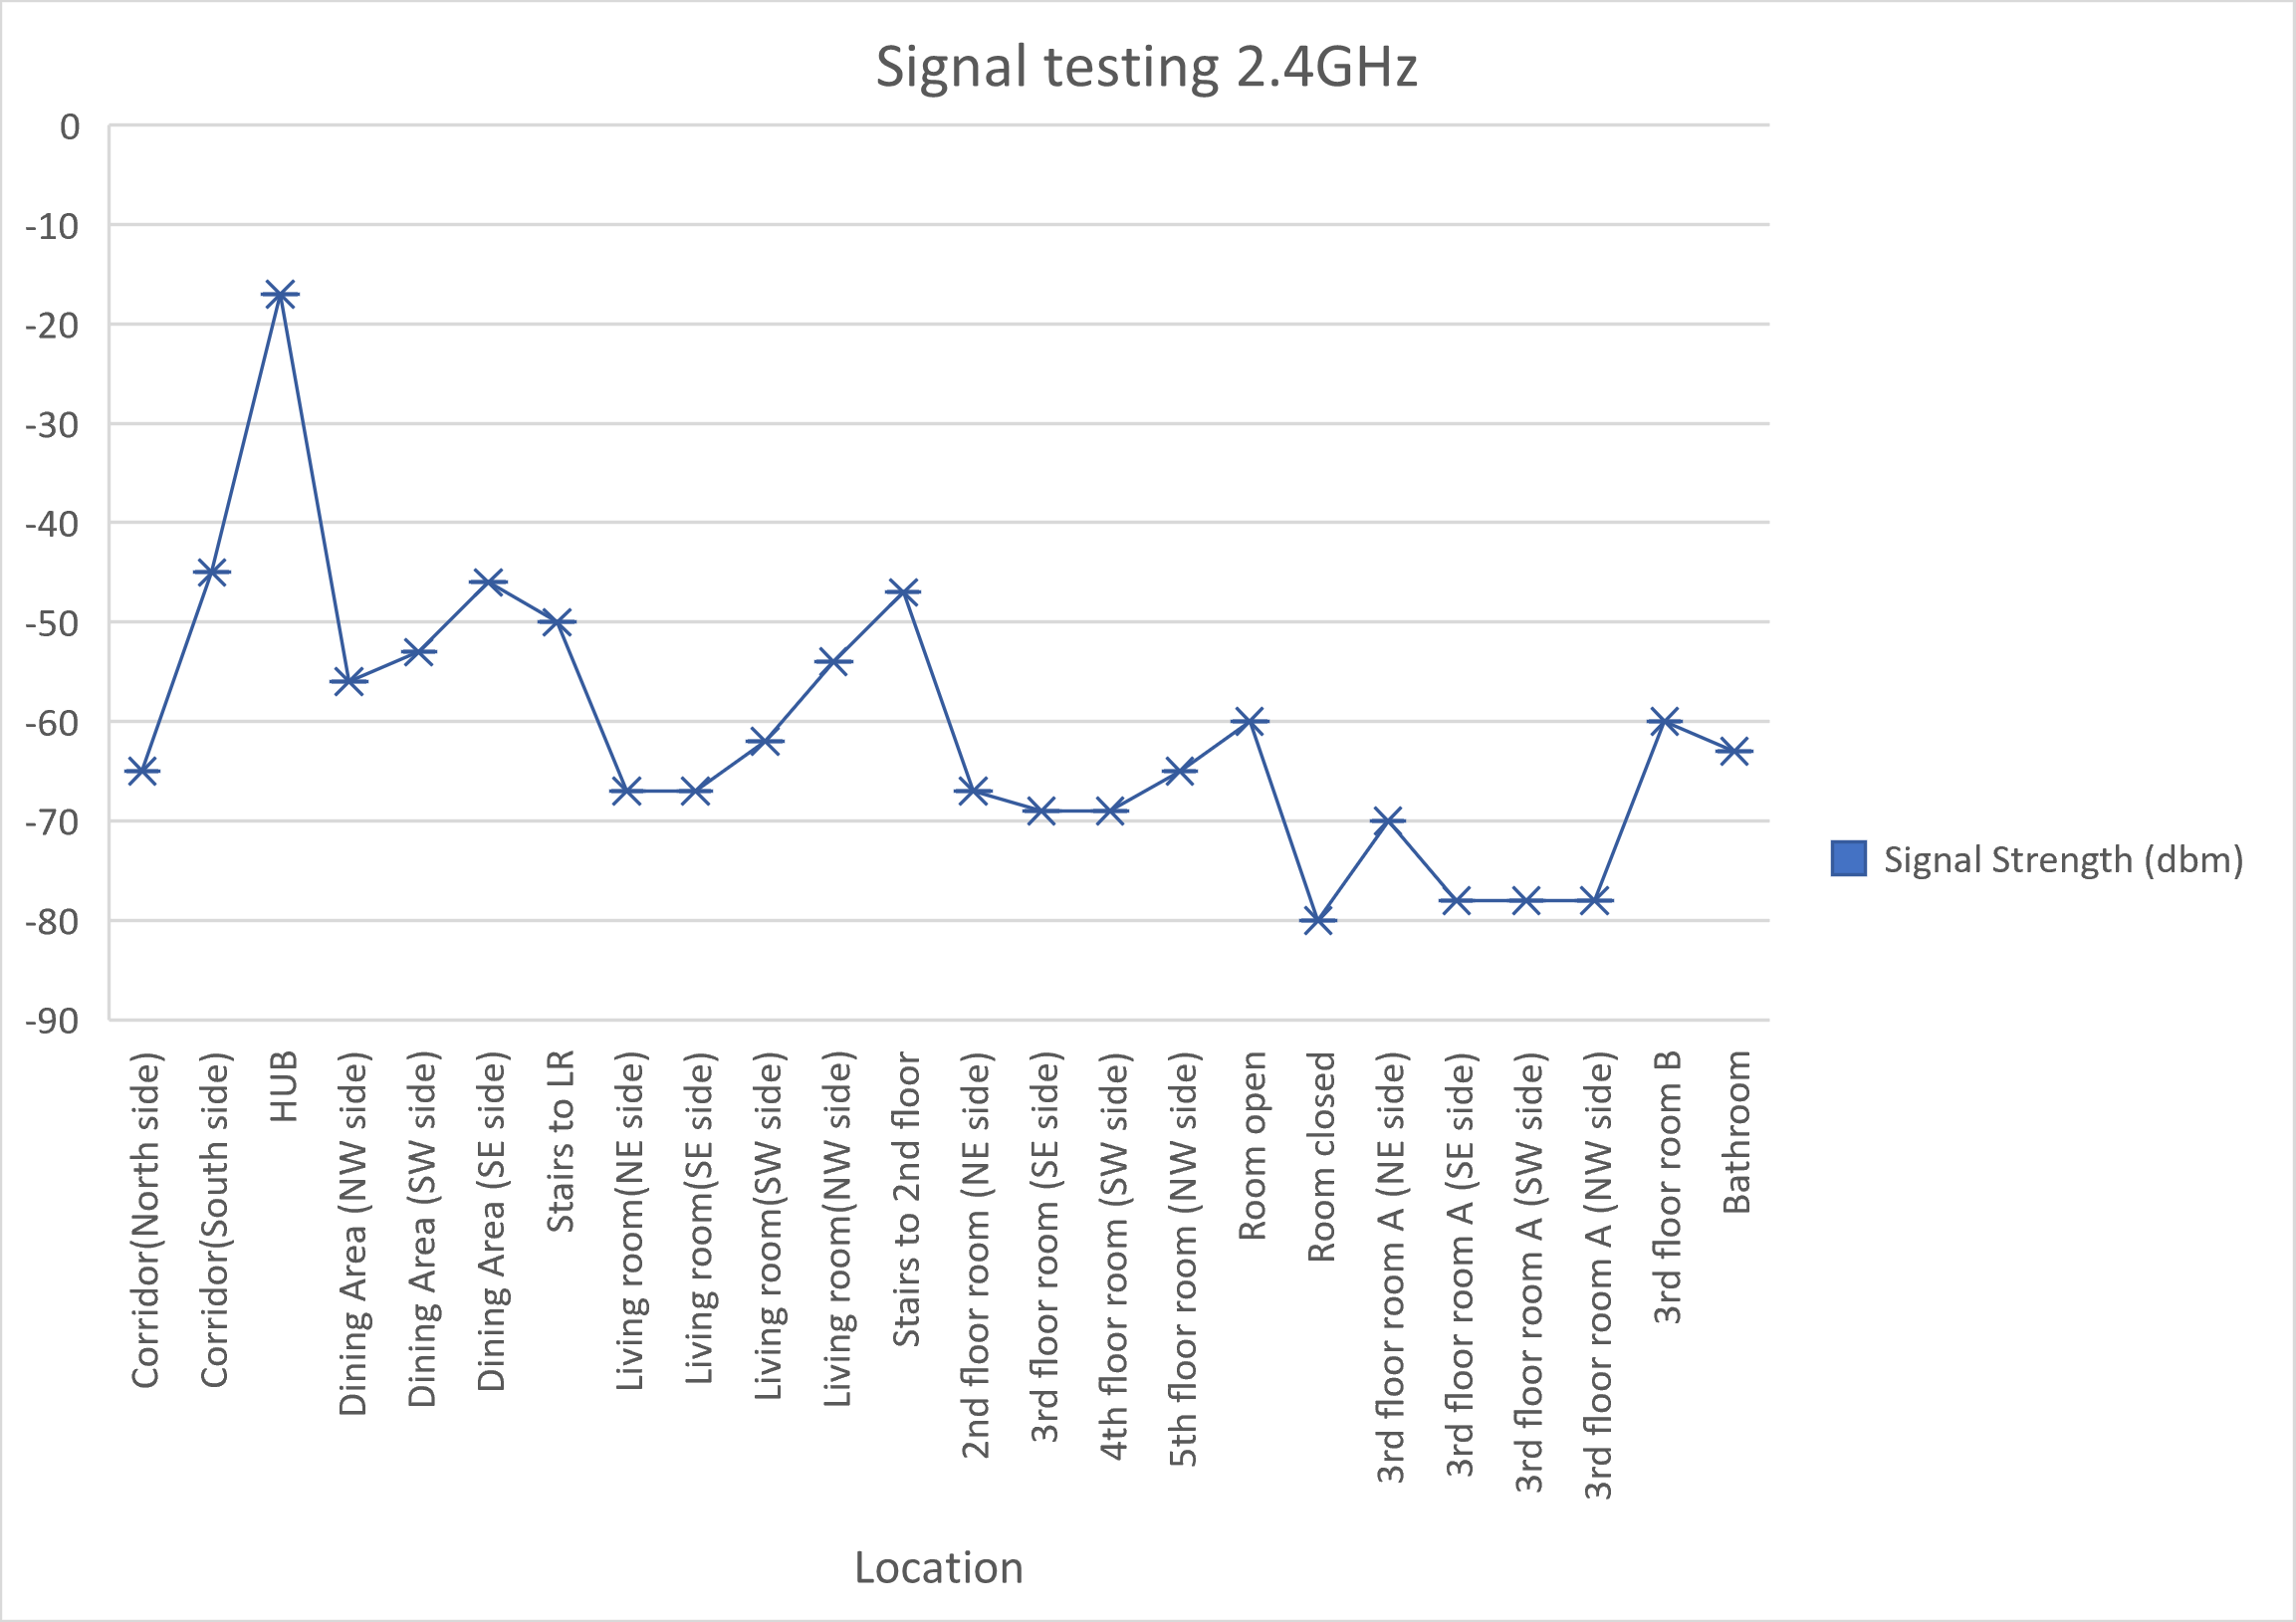 Signal testing 2.4GHz
0
-10
-20
-30
-40
-50
-60
-70
-80
-90
Corridor(North side)
Corridor(South side)
HUB
Dining Area (NW side)
Dining Area (SW side)
Dining Area (SE side)
Stairs to LR
Living room(NE side)
Living room(SE side)
Living room(SW side)
Living room(NW side)
Stairs to 2nd floor
2nd floor room (NE side)
3rd floor room (SE side)
4th floor room (SW side)
5th floor room (NW side)
Room open
Room closed
3rd floor room A (NE side)
3rd floor room A (SE side)
3rd floor room A (SW side)
3rd floor room A (NW side)
3rd floor room B
Bathroom
Location
Signal Strength (dbm)